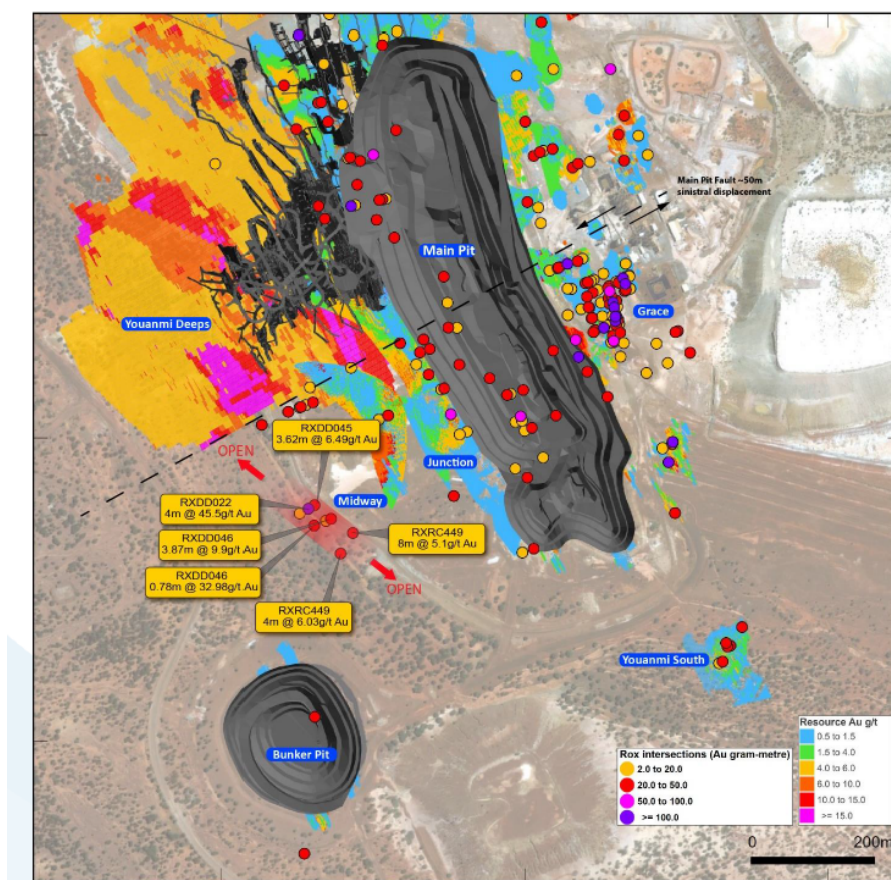 Main Pit Fault ~50m
sinistral displacement
Main Pit
Youanmi Deeps
Grace
RXDD045
3.62m @ 6.49g/t Au
OPEN
Junction
Midway
RXDD022
4m @ 45.5g/t Au
RXDD046
3.87m @ 9.9g/t Au
RXRC449
8m @ 5.1g/t Au
RXDD046
0.78m @ 32.98g/t Au
OPEN
RXRC449
4m @ 6.03g/t Au
Youanmi South
Bunker Pit
Rox intersections (Au gram-metre)
2.0 to 20.0
20.0 to 50.0
50.0 to 100.0
>= 100.0
Resource Au g/t
0.5 to 1.5
1.5 to 4.0
4.0 to 6.0
6.0 to 10.0
10.0 to 15.0
>= 15.0
0 200m